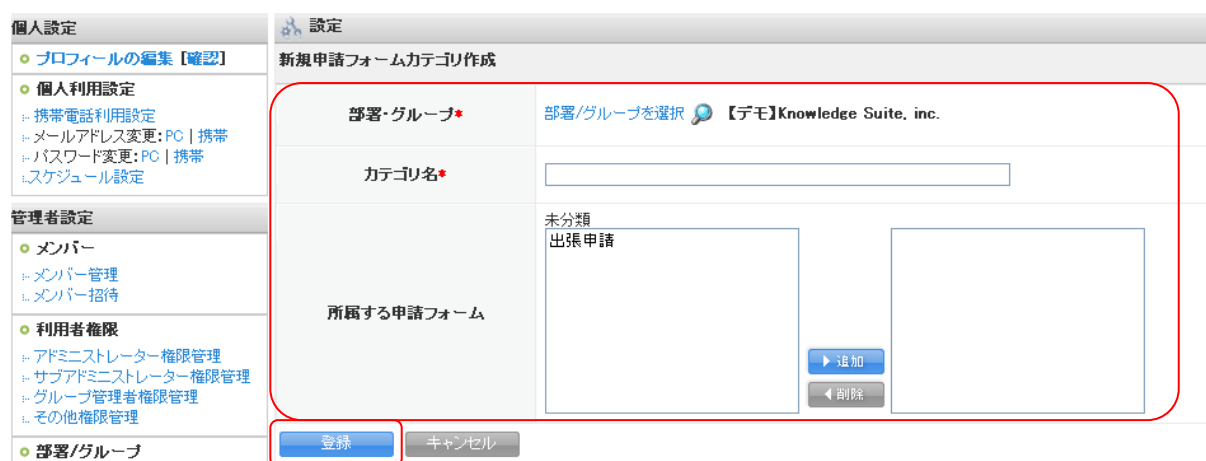 個人設定
プロフィールの編集【確認】
個人利用設定
携帯電話利用設定
メールアドレス変更:PC | 携帯
パスワード変更:PC | 携帯
スケジュール設定
管理者設定
メンバー
メンバー管理
メンバー招待
利用者権限
アドミニストレーター権限管理
サブアドミニストレーター権限管理
グループ管理者権限管理
その他権限管理
部署/グループ
設定
新規申請フォームカテゴリ作成
部署・グループ* 部署/グループを選択 【デモ】Knowledge Suite, inc.
カテゴリ名*
未分類
出張申請
所属する申請フォーム
追加
削除
登録 キャンセル